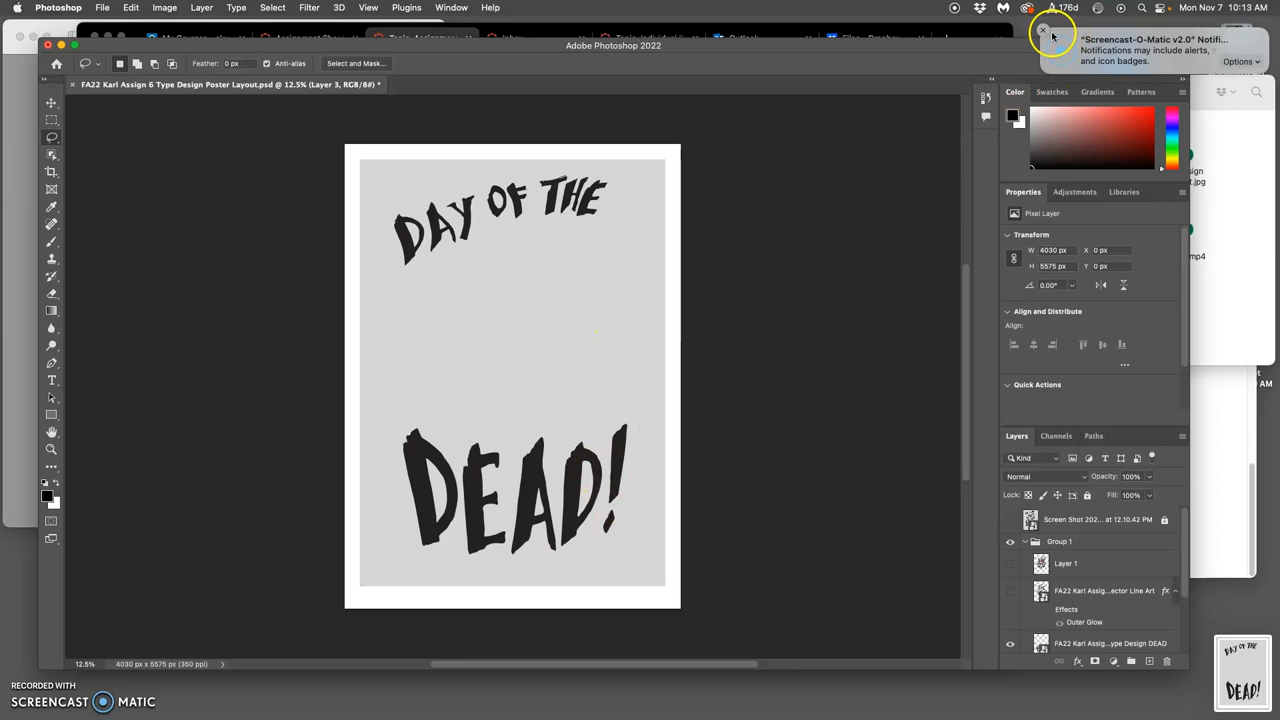 Photoshop File Edit Image Layer Type Select Filter 3D View Plugins Window Help 176d Mon Nov 7 10:13 AM
Adobe Photoshop 2022
"Screencast-O-Matic v2.0" Notifi...
Notifications may include alerts,
and icon badges.
Options
Feather: 0 px Anti-alias Select and Mask...
FA22 Karl Assign 6 Type Design Poster Layout.psd @ 12.5% (Layer 3, RGB/8#) *
Color Swatches Gradients Patterns
DAY OF THE
DEAD!
Properties Adjustments Libraries
Pixel Layer
Transform
W 4030 px X 0 px
H 5575 px Y 0 px
0.00°
Align and Distribute
Align:
Quick Actions
Layers Channels Paths
Kind
Normal Opacity: 100%
Lock: Fill: 100%
Screen Shot 202... at 12.10.42 PM
Group 1
Layer 1
FA22 Karl Assig...ector Line Art fx
Effects
Outer Glow
FA22 Karl Assig...ype Design DEAD
12.5% 4030 px x 5575 px (350 ppi)
sign
t.jpg
mp4
DAY OF THE
DEAD!
RECORDED WITH
SCREENCAST MATIC